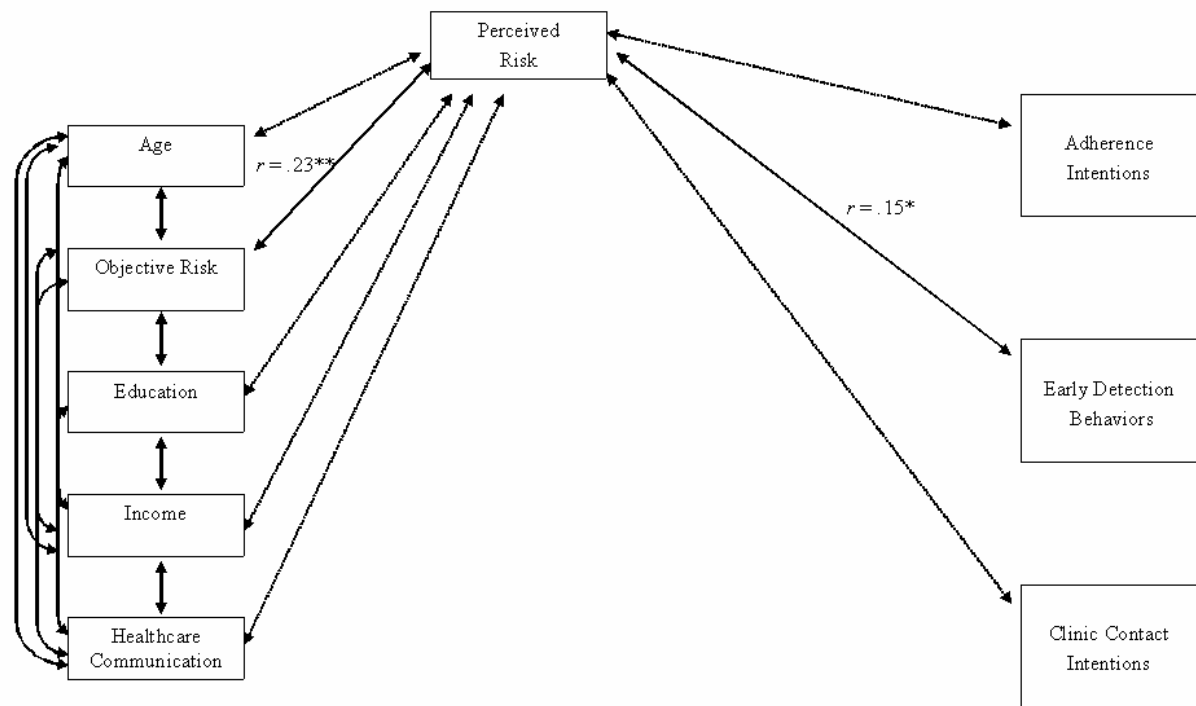 Perceived
Risk
Age
r = .23**
Adherence
Intentions
r = .15*
Objective Risk
Education
Early Detection
Behaviors
Income
Healthcare
Communication
Clinic Contact
Intentions